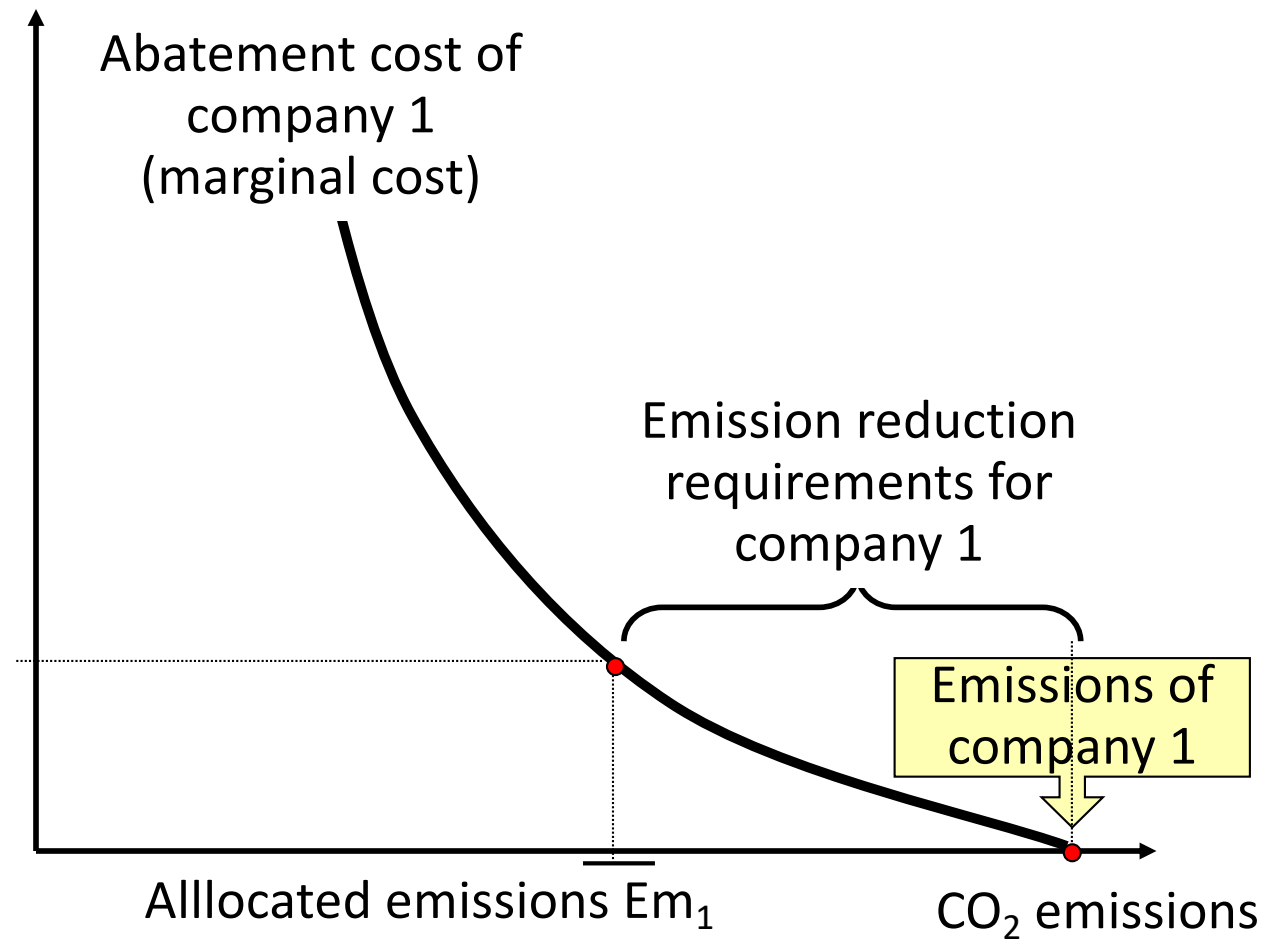 Abatement cost of
company 1
(marginal cost)
Emission reduction
requirements for
company 1
Emissions of
company 1
Alllocated emissions Em₁
CO₂ emissions